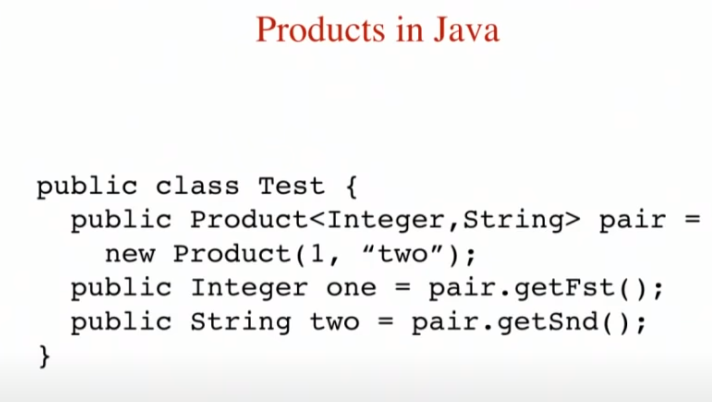 Products in Java
public class Test {
public Product<Integer,String> pair =
new Product(1, “two”);
public Integer one = pair.getFst();
public String two = pair.getSnd();
}